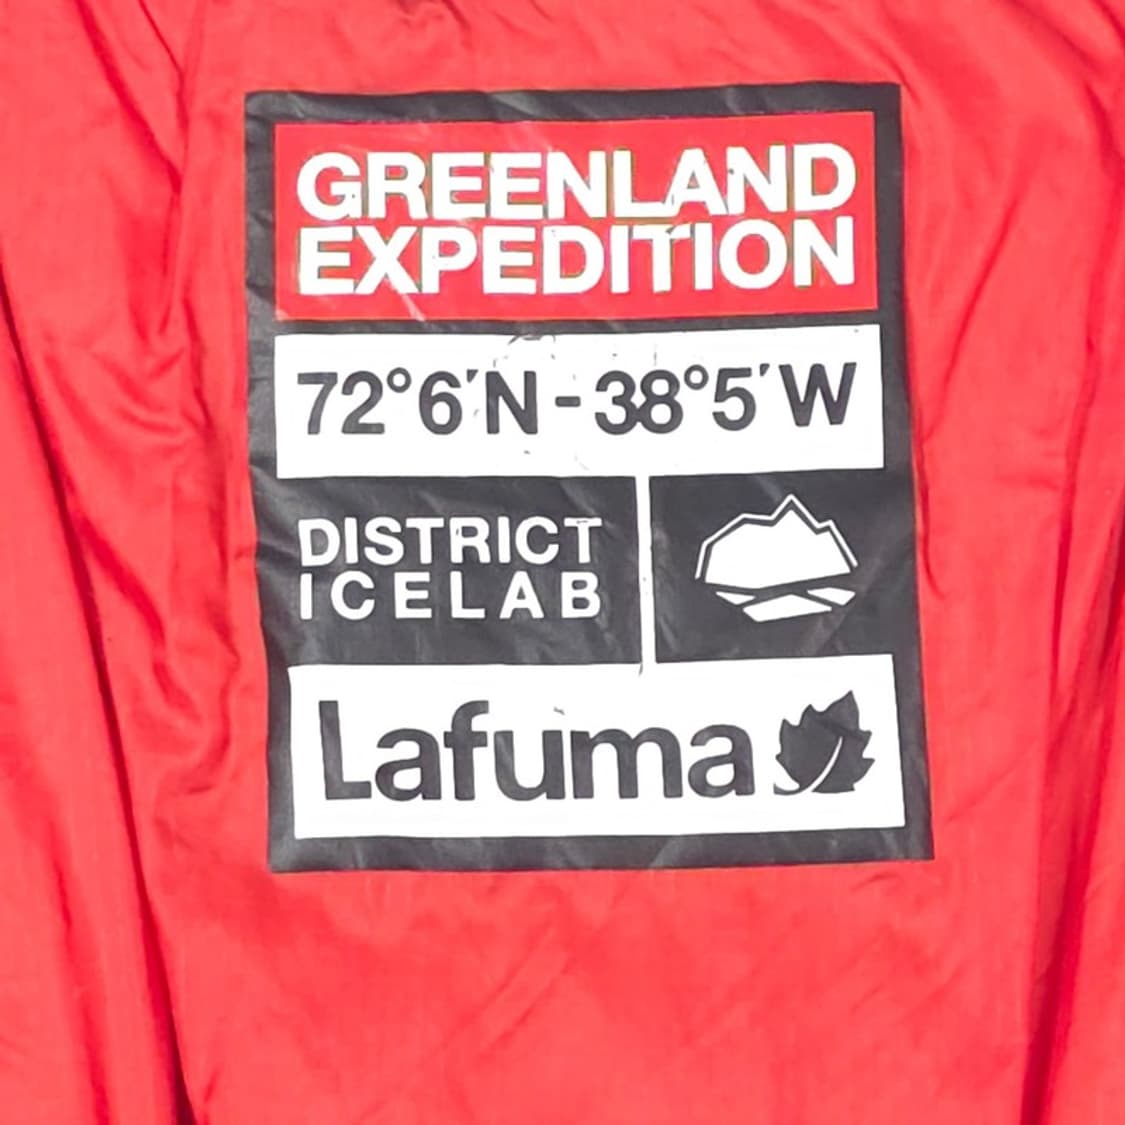 GREENLAND
EXPEDITION
72°6′N - 38°5′W
DISTRICT
ICELAB
Lafuma